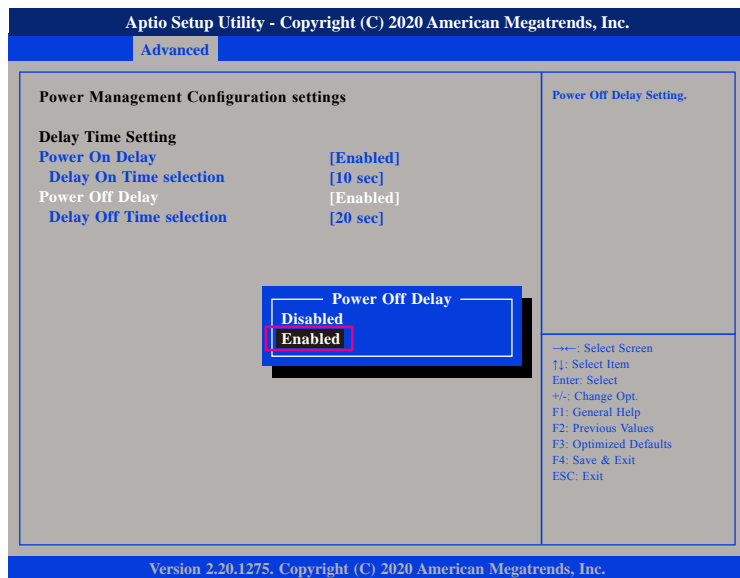 Aptio Setup Utility - Copyright (C) 2020 American Megatrends, Inc.
Advanced
Power Management Configuration settings
Delay Time Setting
Power On Delay [Enabled]
Delay On Time selection [10 sec]
Power Off Delay [Enabled]
Delay Off Time selection [20 sec]
Power Off Delay
Disabled
Enabled
Power Off Delay Setting.
→←: Select Screen
↑↓: Select Item
Enter: Select
+/-: Change Opt.
F1: General Help
F2: Previous Values
F3: Optimized Defaults
F4: Save & Exit
ESC: Exit
Version 2.20.1275. Copyright (C) 2020 American Megatrends, Inc.